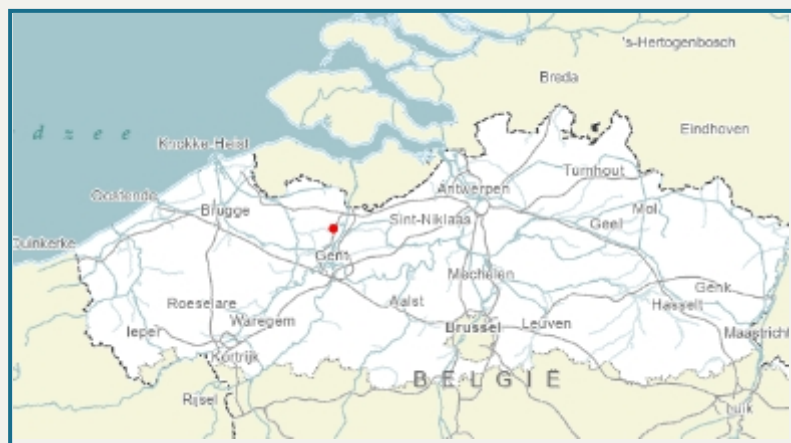 's-Hertogenbosch
Breda
d z e e
Eindhoven
Knokke-Heist
Turnhout
Antwerpen
Oostende
Mol
Brugge
Sint-Niklaas
Geel
Duinkerke
Gent
Mechelen
Genk
Roeselare
Aalst
Hasselt
Waregem
Ieper
Brussel
Leuven
Maastricht
Kortrijk
BELGIË
Rijsel
Luik